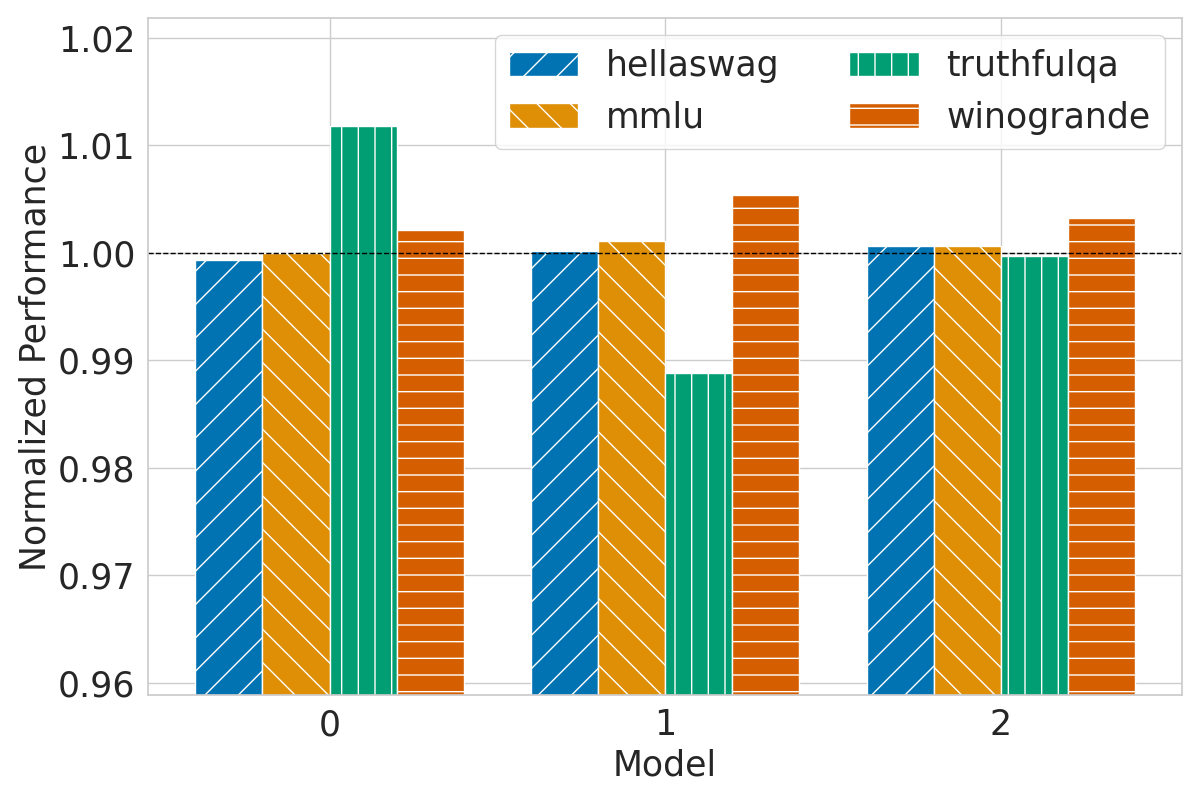 1.02
1.01
1.00
0.99
0.98
0.97
0.96
Normalized Performance
hellaswag
mmlu
truthfulqa
winogrande
0 1 2
Model